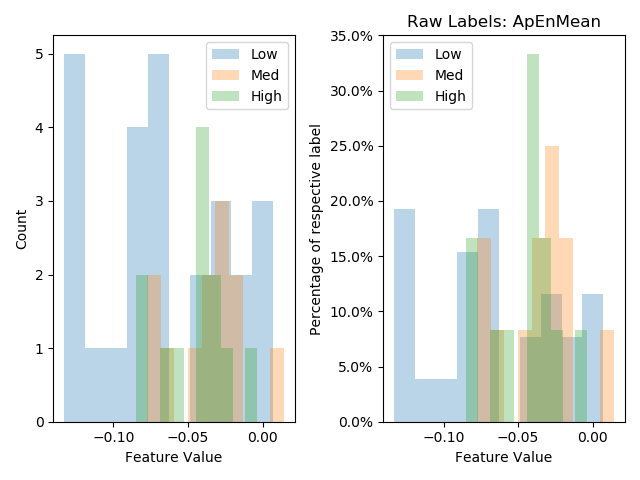 Raw Labels: ApEnMean
Count
5
4
3
2
1
0
−0.10
−0.05
0.00
Feature Value
Low
Med
High
Percentage of respective label
35.0%
30.0%
25.0%
20.0%
15.0%
10.0%
5.0%
0.0%
−0.10
−0.05
0.00
Feature Value
Low
Med
High